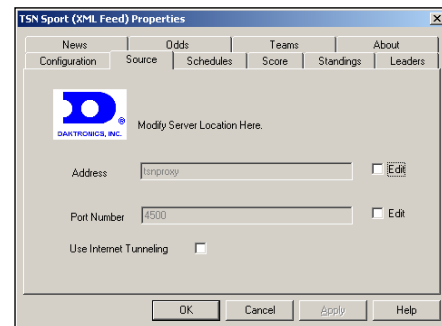 TSN Sport (XML Feed) Properties
News Odds Teams About
Configuration Source Schedules Score Standings Leaders
DAKTRONICS, INC. ®
Modify Server Location Here.
Address tsnproxy Edit
Port Number 4500 Edit
Use Internet Tunneling
OK Cancel Apply Help